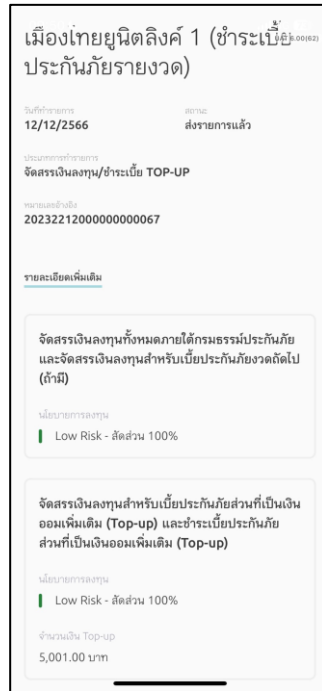 เมืองไทยยูนิตลิงค์ 1 (ชำระเบี้ย
ประกันภัยรายงวด)
วันที่ทำรายการ
สถานะ
12/12/2566
ส่งรายการแล้ว
ประเภทการทำรายการ
จัดสรรเงินลงทุน/ชำระเบี้ย TOP-UP
หมายเลขอ้างอิง
20232212000000000067
รายละเอียดเพิ่มเติม
จัดสรรเงินลงทุนทั้งหมดภายใต้กรมธรรม์ประกันภัย
และจัดสรรเงินลงทุนสำหรับเบี้ยประกันภัยงวดถัดไป
(ถ้ามี)
นโยบายการลงทุน
Low Risk - สัดส่วน 100%
จัดสรรเงินลงทุนสำหรับเบี้ยประกันภัยส่วนที่เป็นเงิน
ออมเพิ่มเติม (Top-up) และชำระเบี้ยประกันภัย
ส่วนที่เป็นเงินออมเพิ่มเติม (Top-up)
นโยบายการลงทุน
Low Risk - สัดส่วน 100%
จำนวนเงิน Top-up
5,001.00 บาท